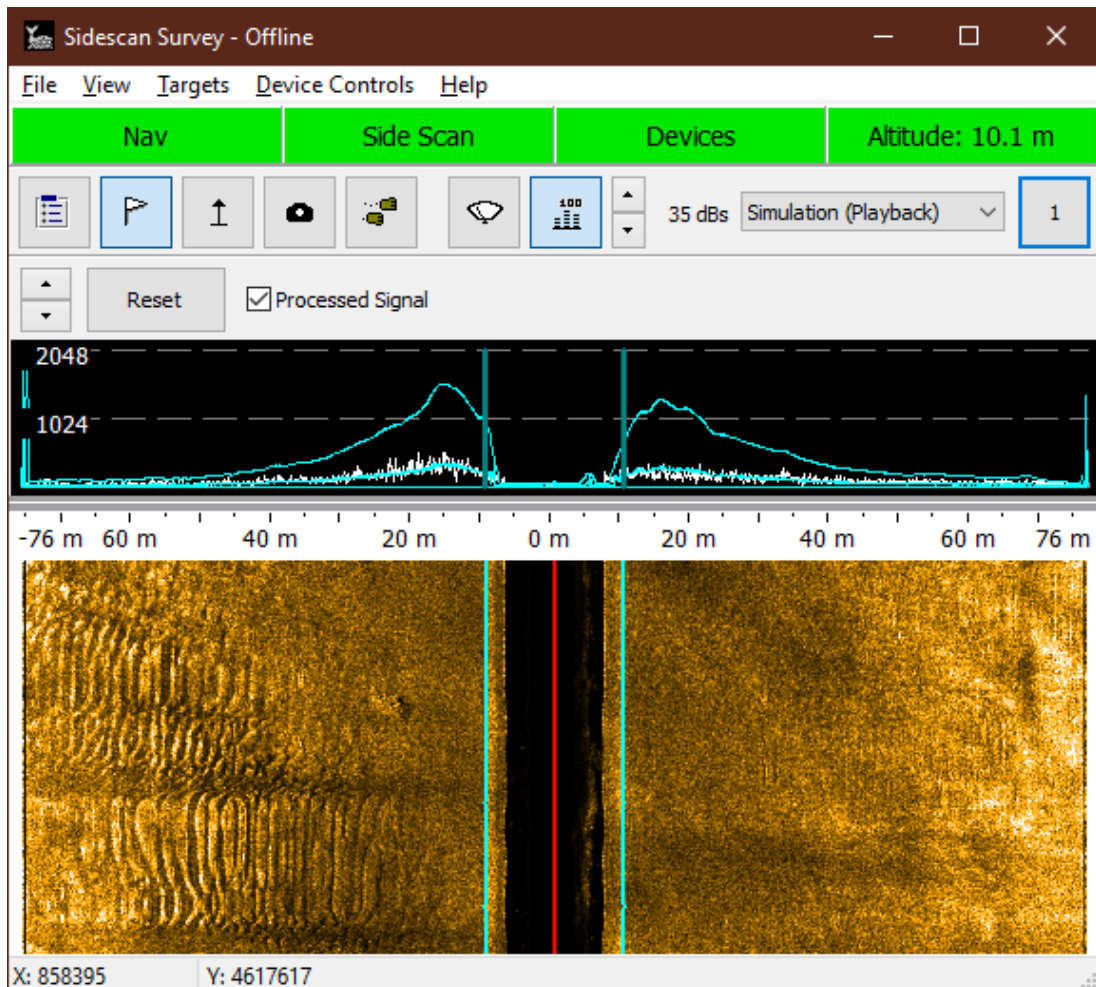 Sidescan Survey - Offline
File View Targets Device Controls Help
Nav Side Scan Devices Altitude: 10.1 m
100 35 dBs Simulation (Playback) 1
Reset Processed Signal
2048
1024
-76 m 60 m 40 m 20 m 0 m 20 m 40 m 60 m 76 m
X: 858395 Y: 4617617